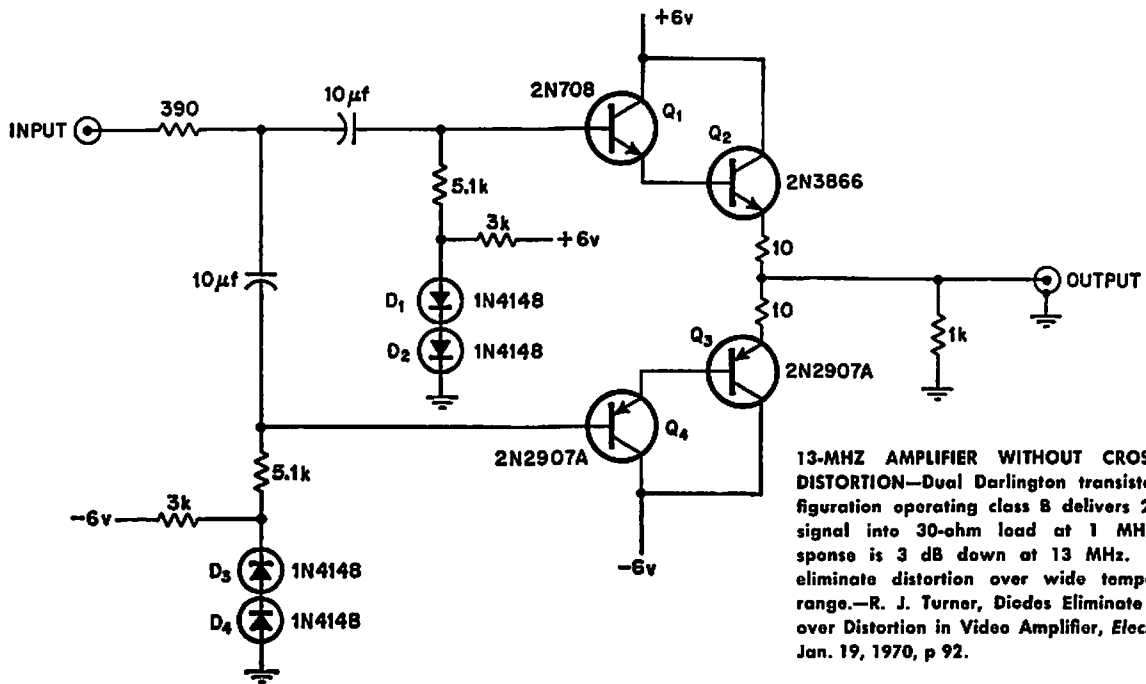 +6v
2N708
10µf
390
INPUT
Q1
Q2
2N3866
5.1k
3k
+6v
10
10µf
OUTPUT
D1
1N4148
10
1k
D2
1N4148
Q3
2N2907A
Q4
2N2907A
5.1k
-6v
3k
-6v
D3
1N4148
D4
1N4148
13-MHZ AMPLIFIER WITHOUT CROS
DISTORTION—Dual Darlington transist
figuration operating class B delivers 2
signal into 30-ohm load at 1 MH
sponse is 3 dB down at 13 MHz.
eliminate distortion over wide tempe
range.—R. J. Turner, Diodes Eliminate
over Distortion in Video Amplifier, Elec
Jan. 19, 1970, p 92.